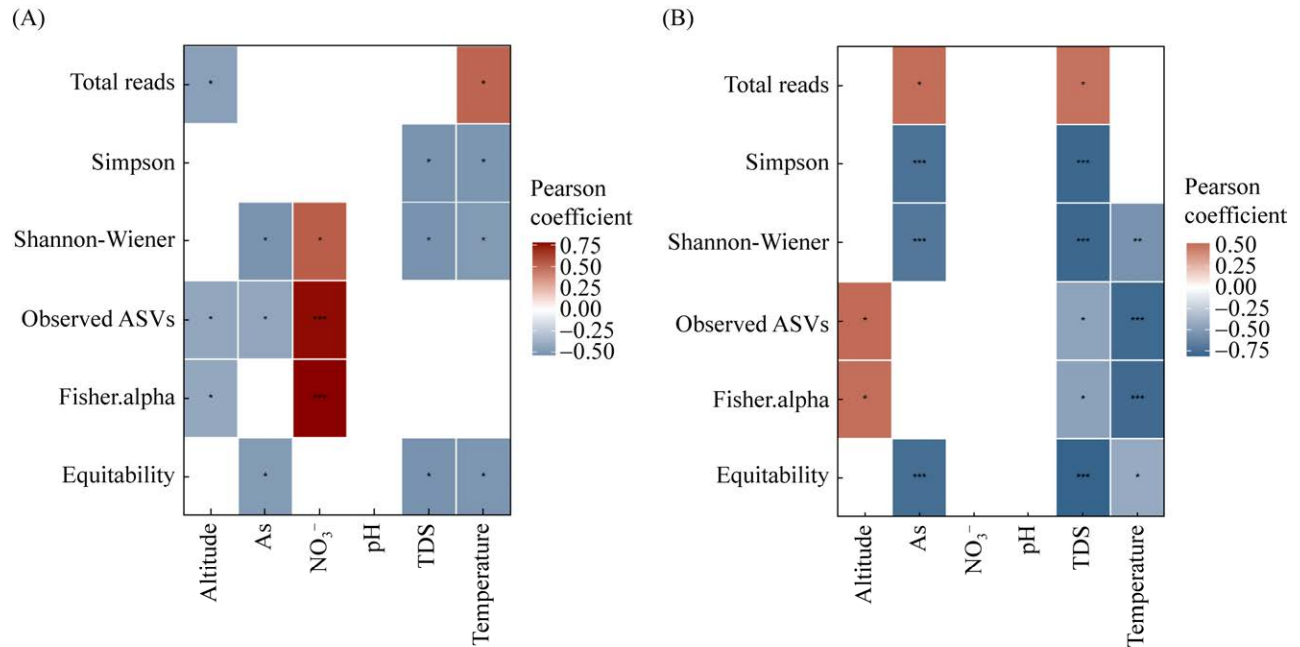 (A)
Total reads
* *
Simpson
* *
Shannon-Wiener
* * * *
Observed ASVs
* * ***
Fisher.alpha
* ***
Equitability
* * *
Altitude
As
NO₃⁻
pH
TDS
Temperature
Pearson
coefficient
0.75
0.50
0.25
0.00
−0.25
−0.50
(B)
Total reads
* *
Simpson
*** ***
Shannon-Wiener
*** *** **
Observed ASVs
* * ***
Fisher.alpha
* * ***
Equitability
*** *** *
Altitude
As
NO₃⁻
pH
TDS
Temperature
Pearson
coefficient
0.50
0.25
0.00
−0.25
−0.50
−0.75